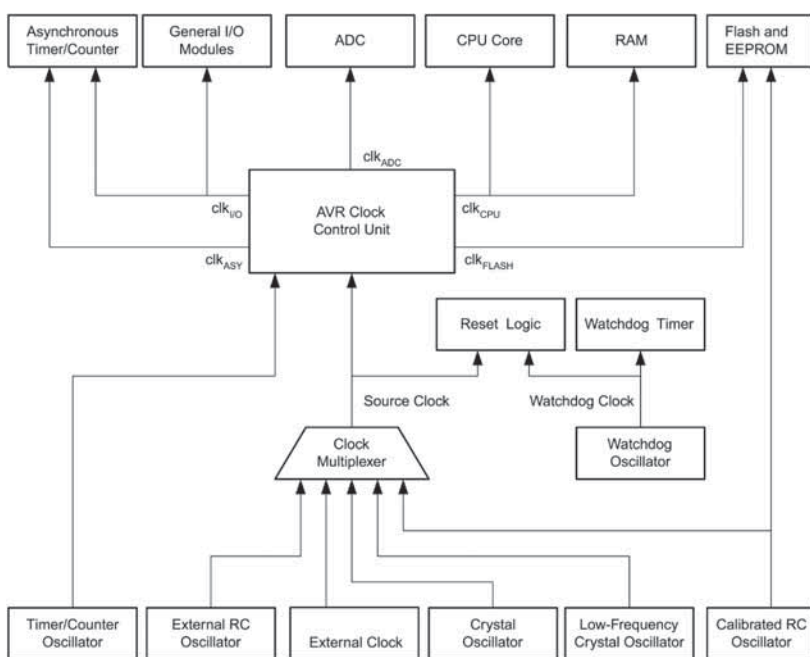 Asynchronous
Timer/Counter
General I/O
Modules
ADC
CPU Core
RAM
Flash and
EEPROM
clkADC
clkI/O
AVR Clock
Control Unit
clkCPU
clkASY
clkFLASH
Reset Logic
Watchdog Timer
Source Clock
Watchdog Clock
Clock
Multiplexer
Watchdog
Oscillator
Timer/Counter
Oscillator
External RC
Oscillator
External Clock
Crystal
Oscillator
Low-Frequency
Crystal Oscillator
Calibrated RC
Oscillator